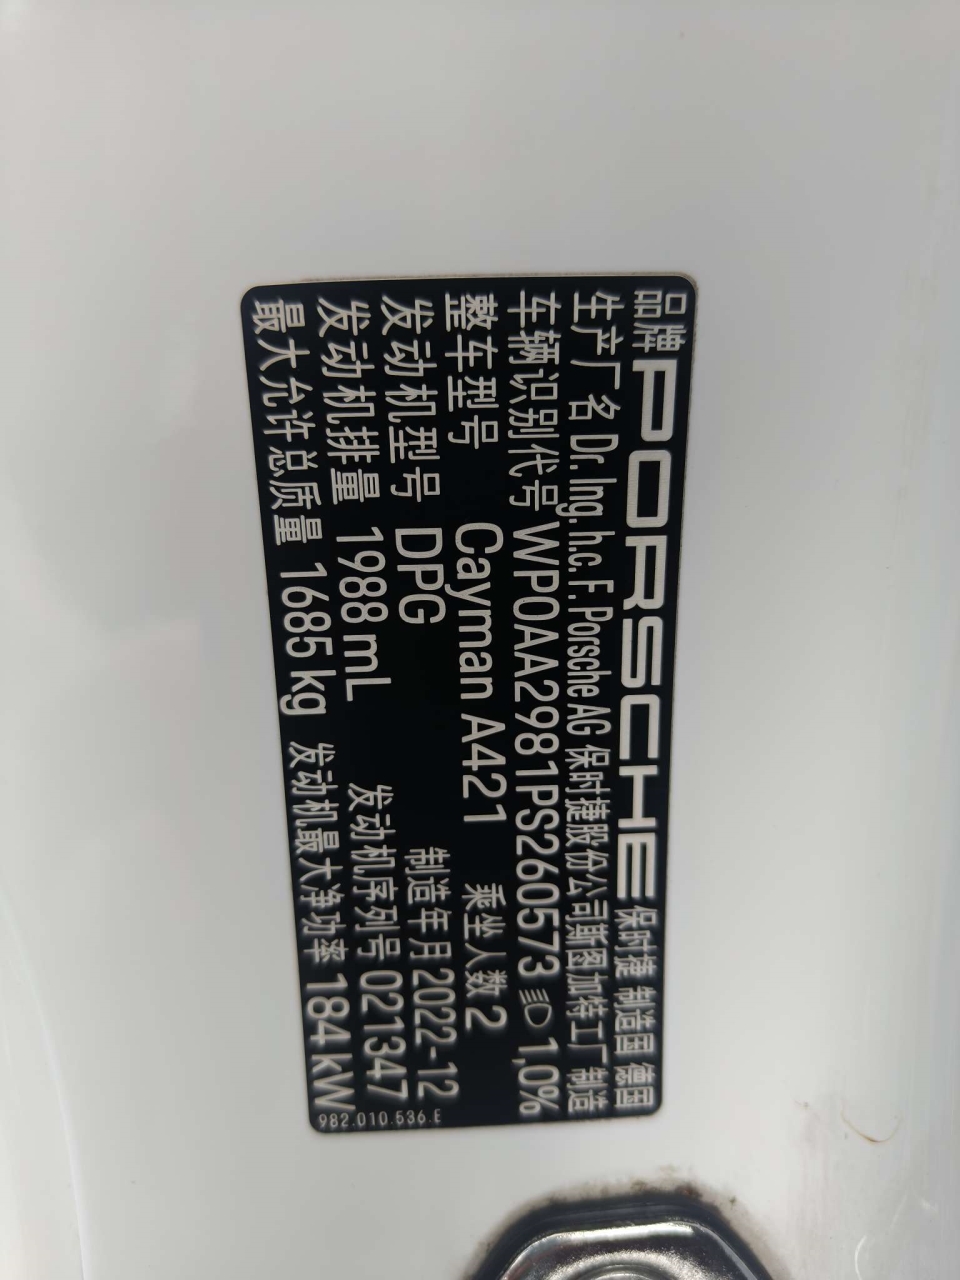 品牌 PORSCHE 保时捷 制造国 德国
生产厂名 Dr. Ing. h.c. F. Porsche AG 保时捷股份公司斯图加特工厂制造
车辆识别代号 WP0AA2981PS260573 1,0%
整车型号 Cayman A421 乘坐人数 2
发动机型号 DPG 制造年月 2022-12
发动机排量 1988 mL 发动机序列号 021347
最大允许总质量 1685 kg 发动机最大净功率 184 kW
982.010.536.E